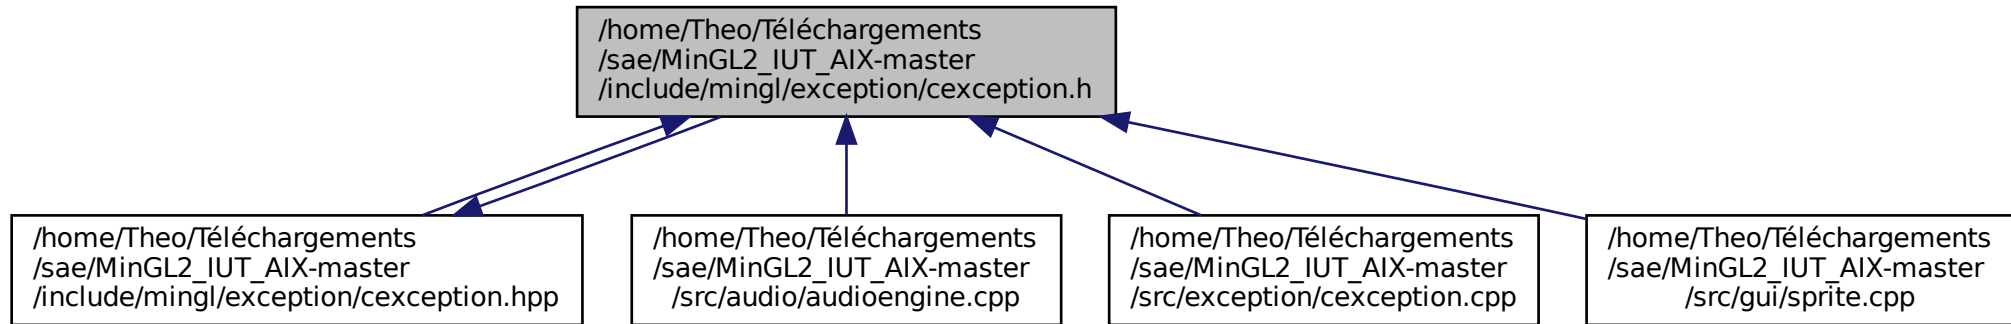 /home/Theo/Téléchargements
/sae/MinGL2_IUT_AIX-master
/include/mingl/exception/cexception.h
/home/Theo/Téléchargements
/sae/MinGL2_IUT_AIX-master
/include/mingl/exception/cexception.hpp
/home/Theo/Téléchargements
/sae/MinGL2_IUT_AIX-master
/src/audio/audioengine.cpp
/home/Theo/Téléchargements
/sae/MinGL2_IUT_AIX-master
/src/exception/cexception.cpp
/home/Theo/Téléchargements
/sae/MinGL2_IUT_AIX-master
/src/gui/sprite.cpp